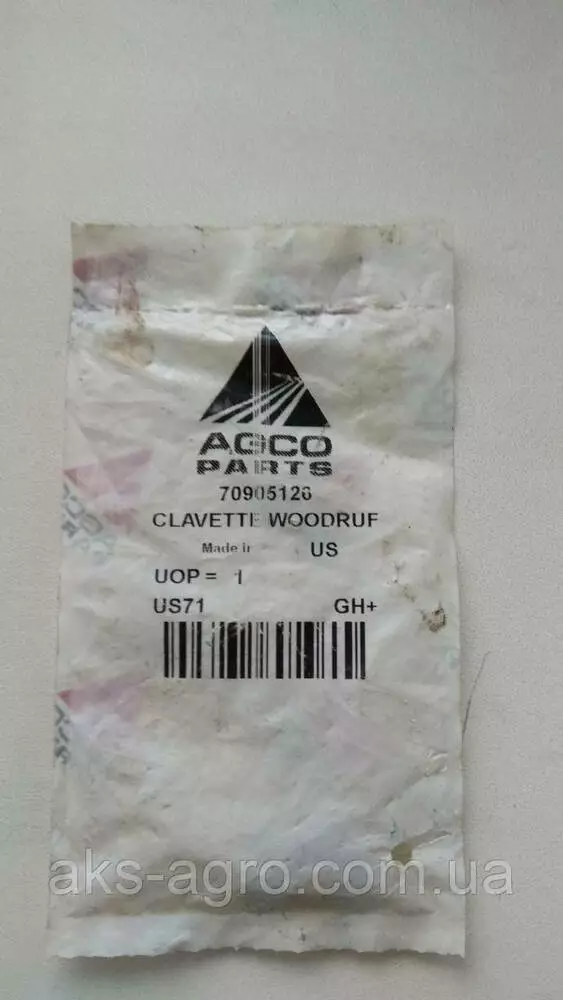 AGCO
PARTS
70905126
CLAVETTE WOODRUF
Made in US
UOP = 1
US71 GH+
aks-agro.com.ua